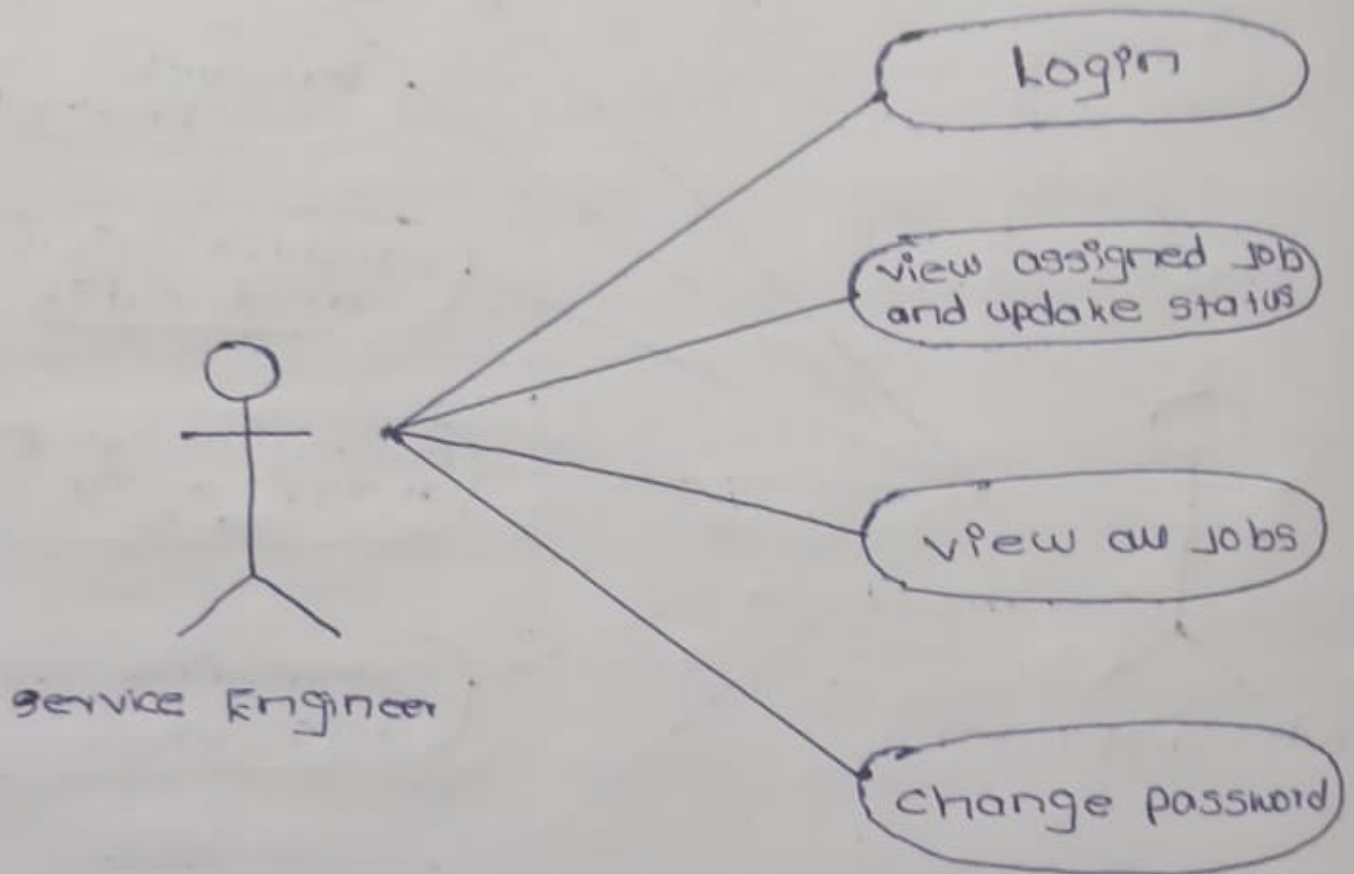 Login
view assigned Job
and update status
Service Engineer
view all Jobs
change password